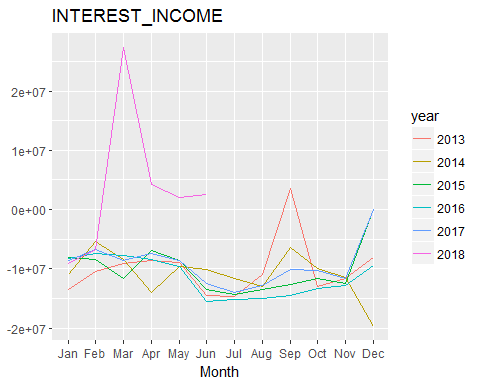 INTEREST_INCOME
2e+07
1e+07
0e+00
-1e+07
-2e+07
Jan Feb Mar Apr May Jun Jul Aug Sep Oct Nov Dec
Month
year
2013
2014
2015
2016
2017
2018